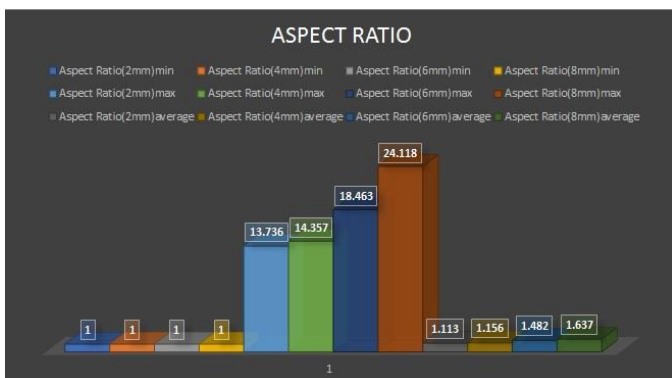 ASPECT RATIO
Aspect Ratio(2mm)min Aspect Ratio(4mm)min Aspect Ratio(6mm)min Aspect Ratio(8mm)min
Aspect Ratio(2mm)max Aspect Ratio(4mm)max Aspect Ratio(6mm)max Aspect Ratio(8mm)max
Aspect Ratio(2mm)average Aspect Ratio(4mm)average Aspect Ratio(6mm)average Aspect Ratio(8mm)average
24.118
18.463
13.736 14.357
1 1 1 1 1.113 1.156 1.482 1.637
1